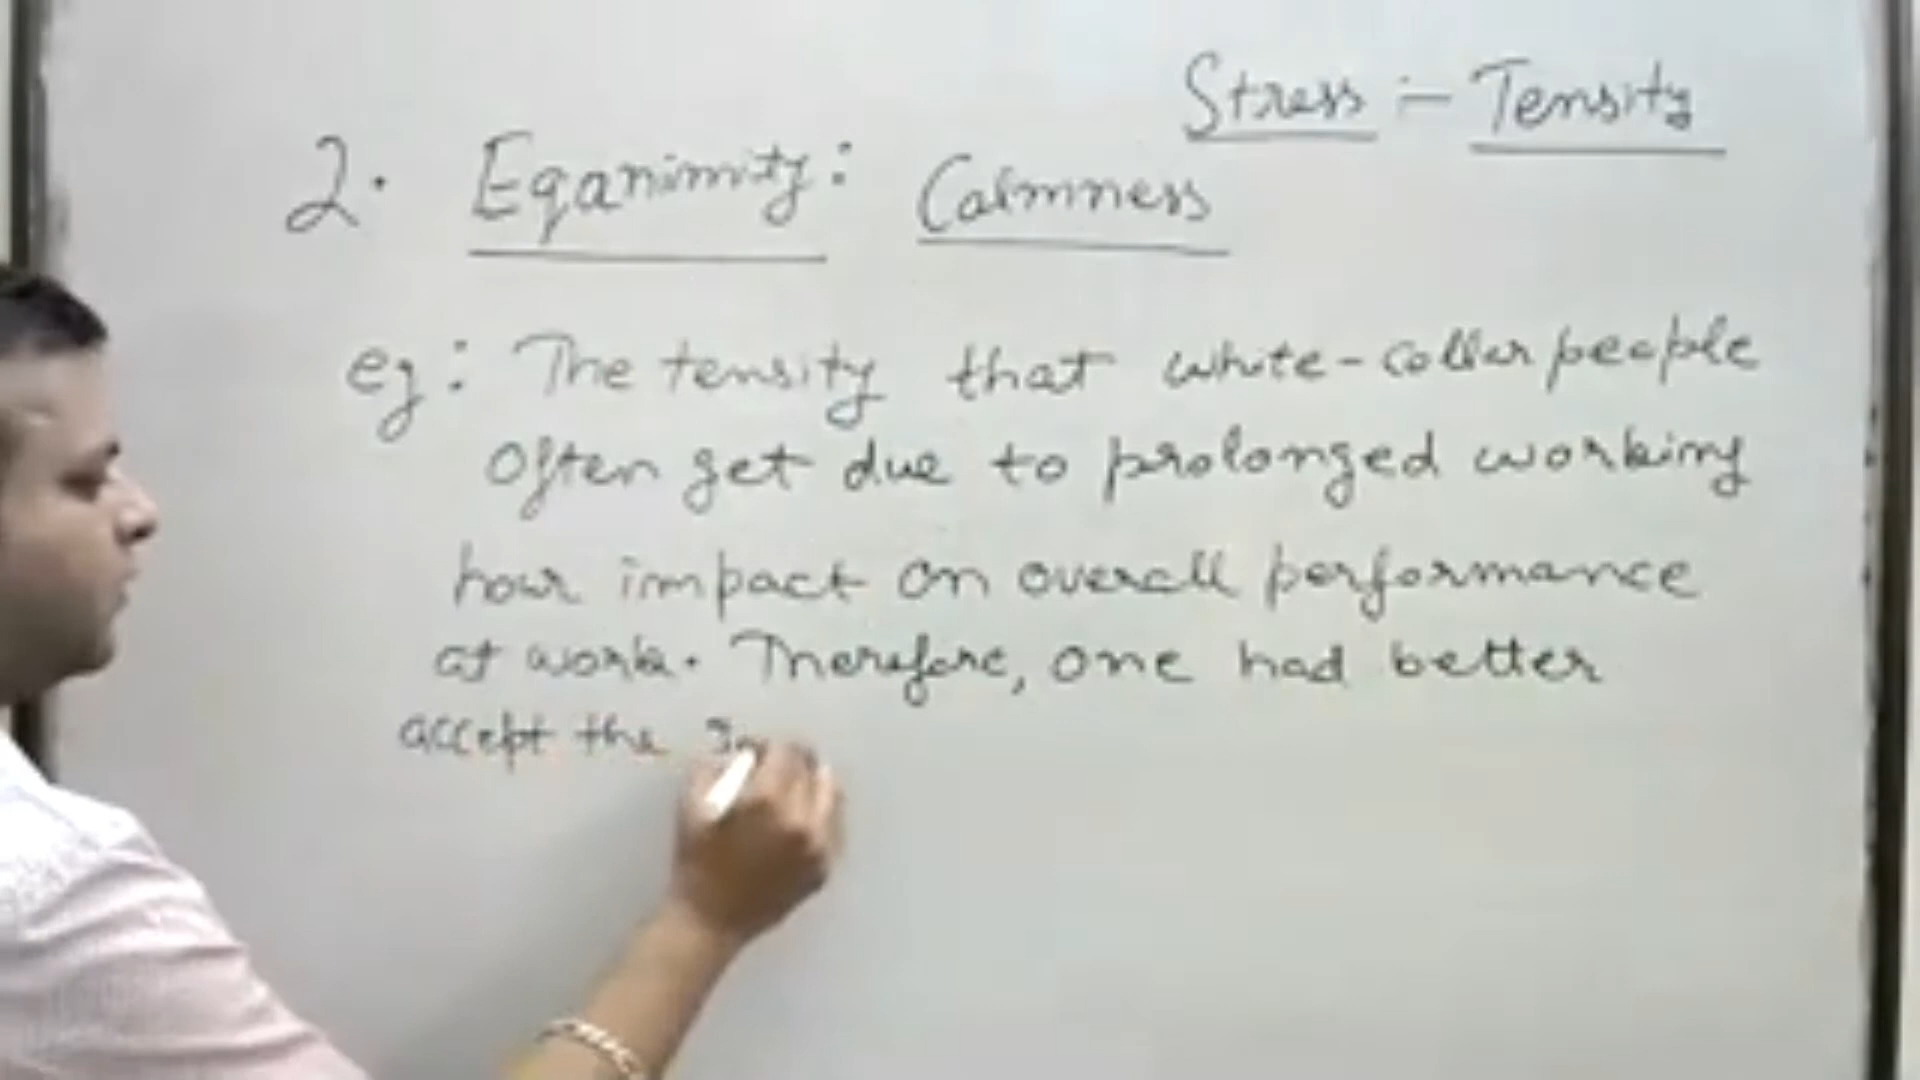 Stress :- Tensity
2. Eqanimity: Calmness
eg: The tensity that white-coller people
often get due to prolonged working
hour impact on overall performance
at work. Therefore, one had better
accept the